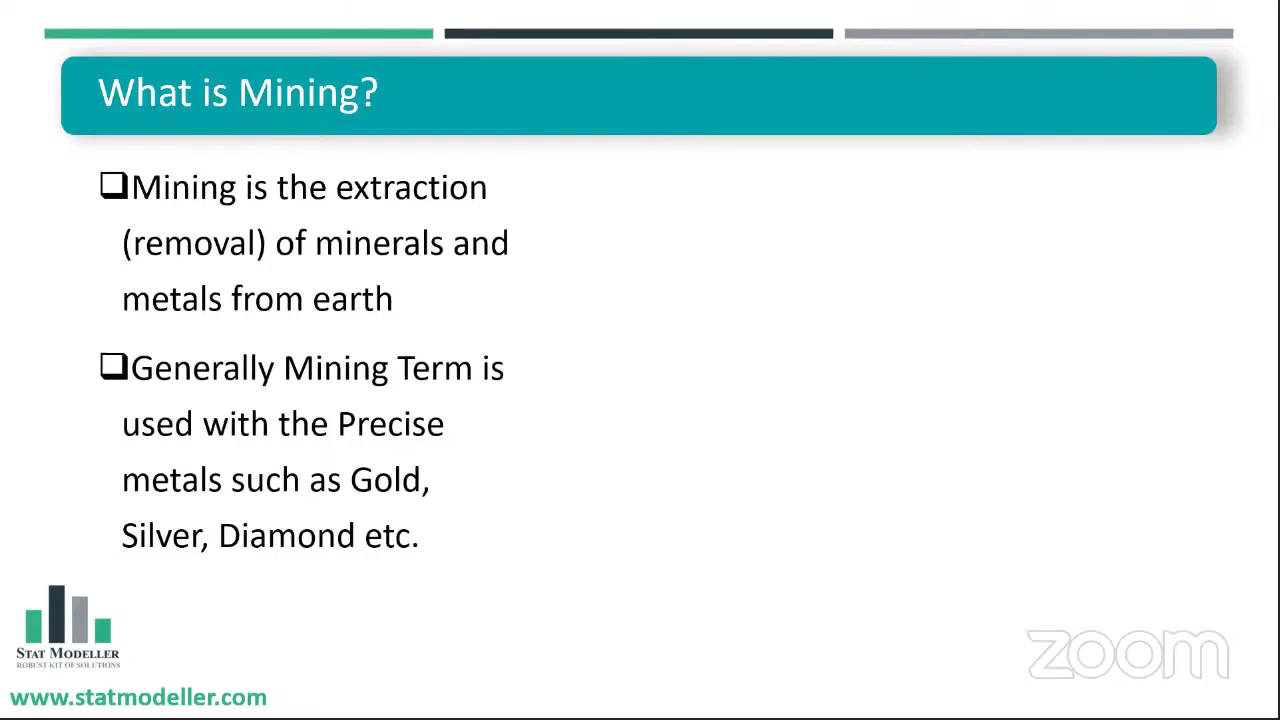 What is Mining?
Mining is the extraction
(removal) of minerals and
metals from earth
Generally Mining Term is
used with the Precise
metals such as Gold,
Silver, Diamond etc.
STAT MODELLER
ROBUST KIT OF SOLUTIONS
www.statmodeller.com
zoom